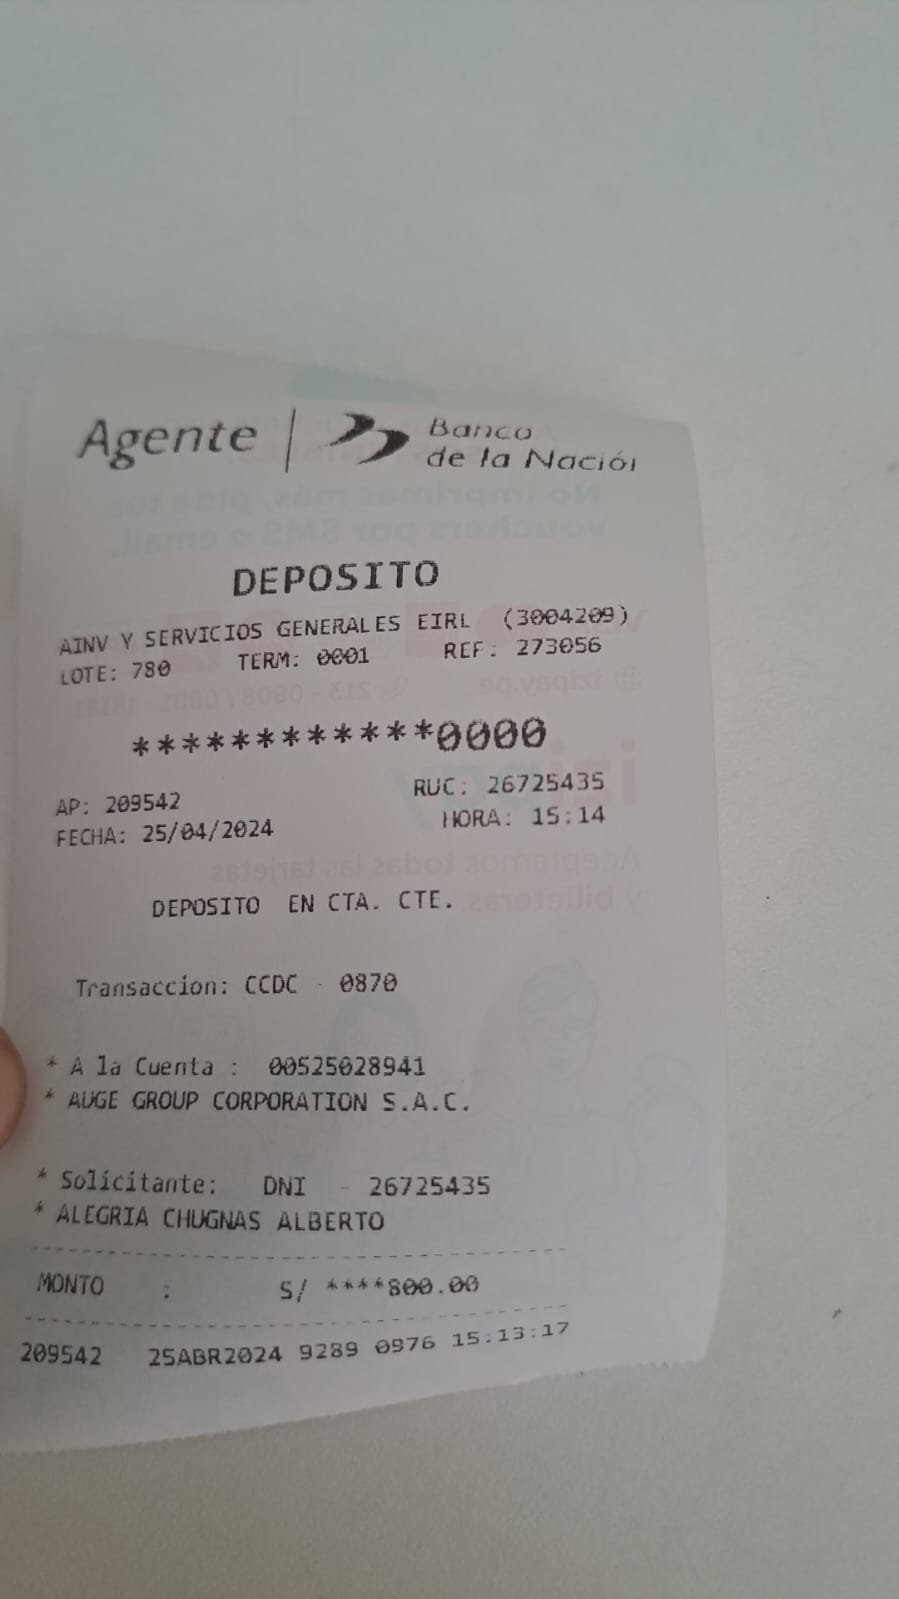 Agente | Banco
de la Nació
DEPOSITO
AINV Y SERVICIOS GENERALES EIRL (3004209)
LOTE: 780 TERM: 0001 REF: 273056
************0000
AP: 209542 RUC: 26725435
FECHA: 25/04/2024 HORA: 15:14
DEPOSITO EN CTA. CTE.
Transaccion: CCDC - 0870
* A la Cuenta : 00525028941
* AUGE GROUP CORPORATION S.A.C.
* Solicitante: DNI - 26725435
* ALEGRIA CHUGNAS ALBERTO
MONTO : S/ ****800.00
209542 25ABR2024 9289 0976 15:13:17